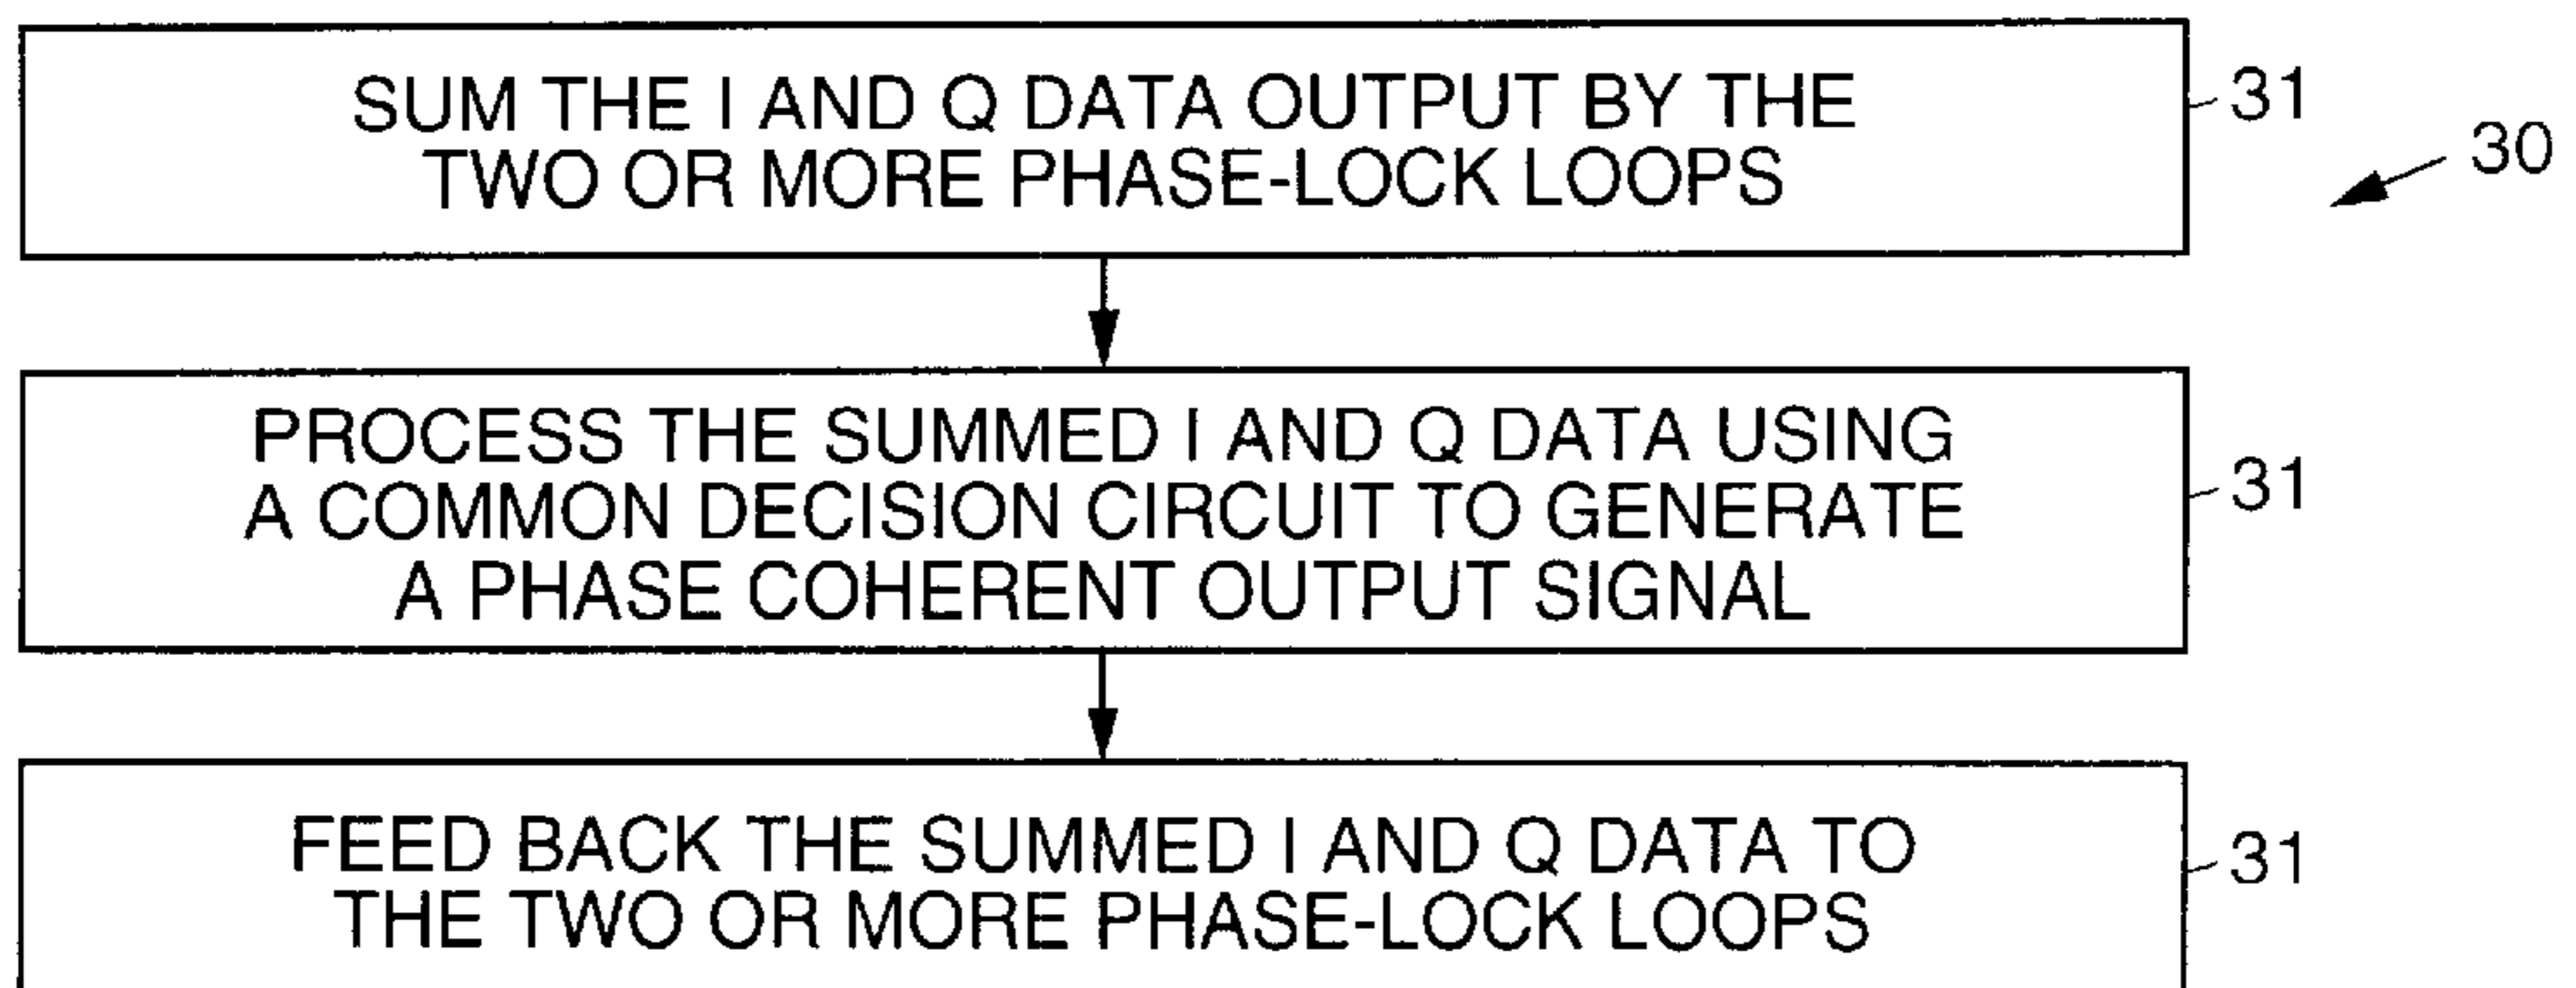 SUM THE I AND Q DATA OUTPUT BY THE
TWO OR MORE PHASE-LOCK LOOPS
31
30
PROCESS THE SUMMED I AND Q DATA USING
A COMMON DECISION CIRCUIT TO GENERATE
A PHASE COHERENT OUTPUT SIGNAL
31
FEED BACK THE SUMMED I AND Q DATA TO
THE TWO OR MORE PHASE-LOCK LOOPS
31